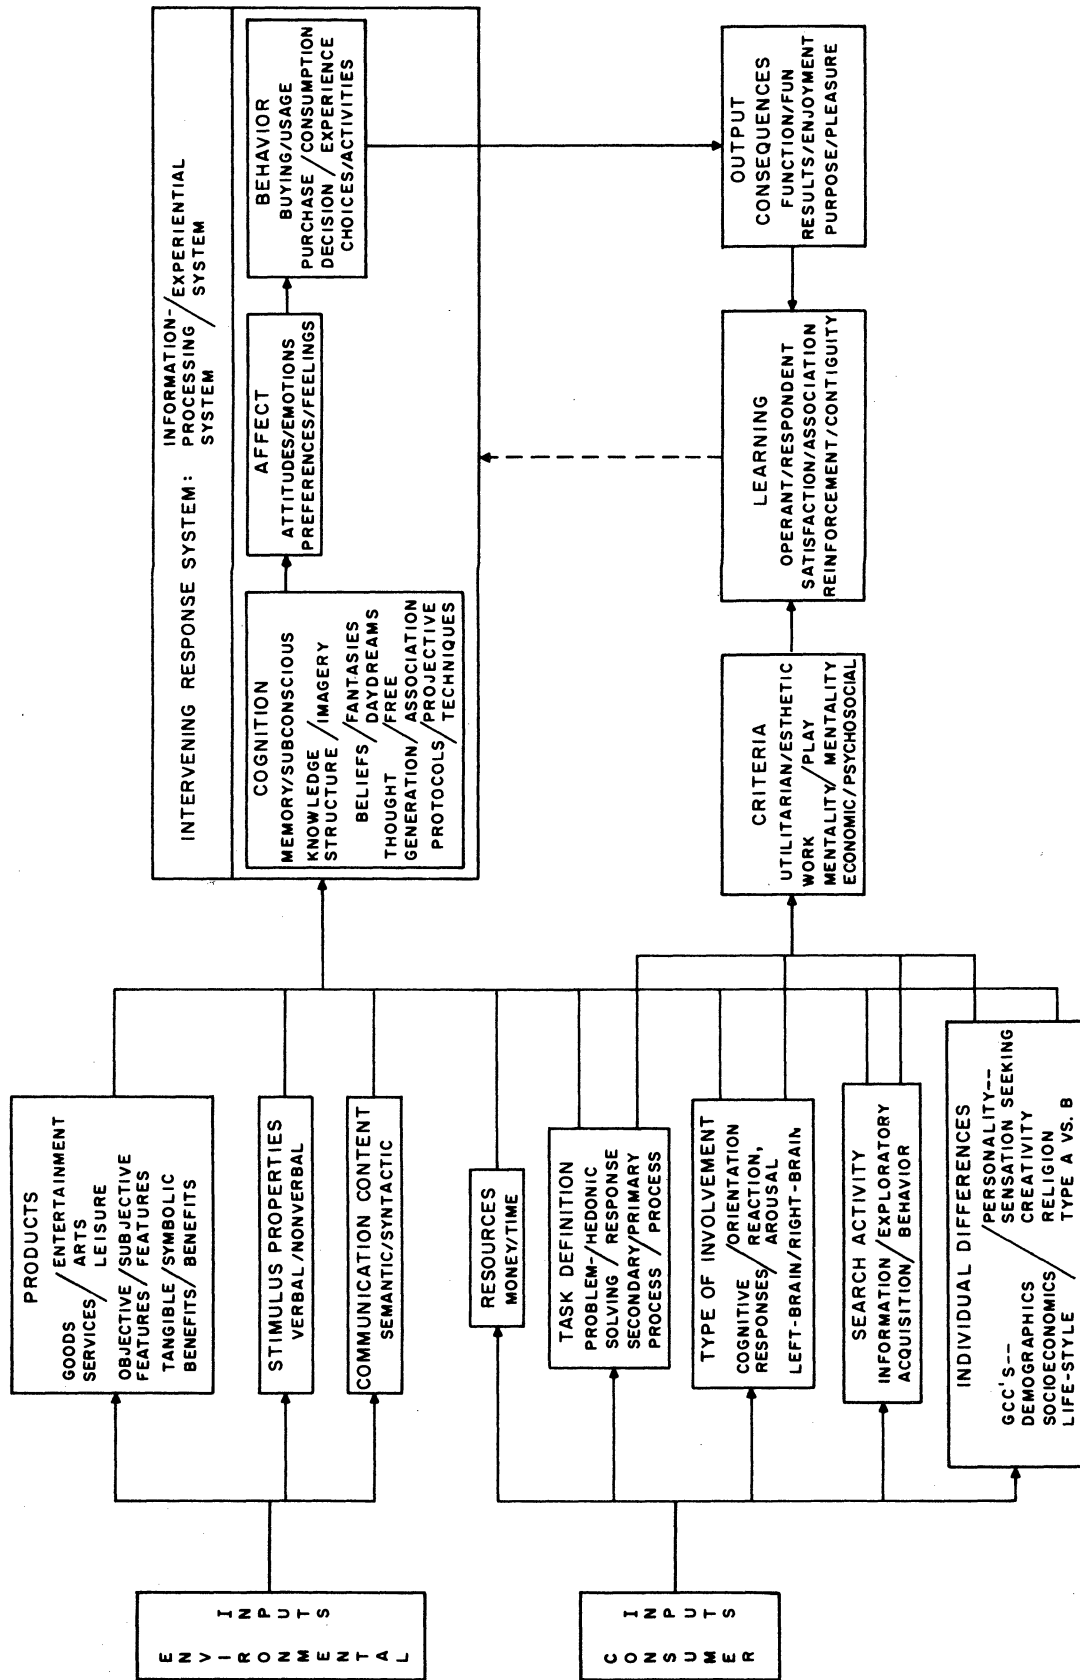 ENVIRONMENTAL
INPUTS
CONSUMER
INPUTS
PRODUCTS
GOODS / ENTERTAINMENT
SERVICES / ARTS
LEISURE
OBJECTIVE / SUBJECTIVE
FEATURES / FEATURES
TANGIBLE / SYMBOLIC
BENEFITS / BENEFITS
STIMULUS PROPERTIES
VERBAL / NONVERBAL
COMMUNICATION CONTENT
SEMANTIC/SYNTACTIC
RESOURCES
MONEY/TIME
TASK DEFINITION
PROBLEM- / HEDONIC
SOLVING / RESPONSE
SECONDARY / PRIMARY
PROCESS / PROCESS
TYPE OF INVOLVEMENT
COGNITIVE / ORIENTATION
RESPONSES / REACTION,
AROUSAL
LEFT-BRAIN/RIGHT-BRAIN
SEARCH ACTIVITY
INFORMATION / EXPLORATORY
ACQUISITION / BEHAVIOR
INDIVIDUAL DIFFERENCES
GCC'S-- / PERSONALITY--
DEMOGRAPHICS / SENSATION SEEKING
SOCIOECONOMICS / CREATIVITY
LIFE-STYLE / RELIGION
TYPE A VS. B
INTERVENING RESPONSE SYSTEM:
INFORMATION- / EXPERIENTIAL
PROCESSING / SYSTEM
SYSTEM
COGNITION
MEMORY/SUBCONSCIOUS
KNOWLEDGE / IMAGERY
STRUCTURE
BELIEFS / FANTASIES
DAYDREAMS
THOUGHT / FREE
GENERATION / ASSOCIATION
PROTOCOLS / PROJECTIVE
TECHNIQUES
AFFECT
ATTITUDES/EMOTIONS
PREFERENCES/FEELINGS
BEHAVIOR
BUYING/USAGE
PURCHASE / CONSUMPTION
DECISION / EXPERIENCE
CHOICES/ACTIVITIES
CRITERIA
UTILITARIAN/ESTHETIC
WORK / PLAY
MENTALITY / MENTALITY
ECONOMIC/PSYCHOSOCIAL
LEARNING
OPERANT/RESPONDENT
SATISFACTION/ASSOCIATION
REINFORCEMENT/CONTIGUITY
OUTPUT
CONSEQUENCES
FUNCTION/FUN
RESULTS/ENJOYMENT
PURPOSE/PLEASURE